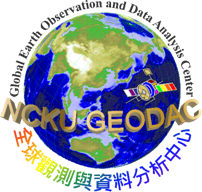 Global Earth Observation and Data Analysis Center
NCKU GEODAC
全球觀測與資料分析中心